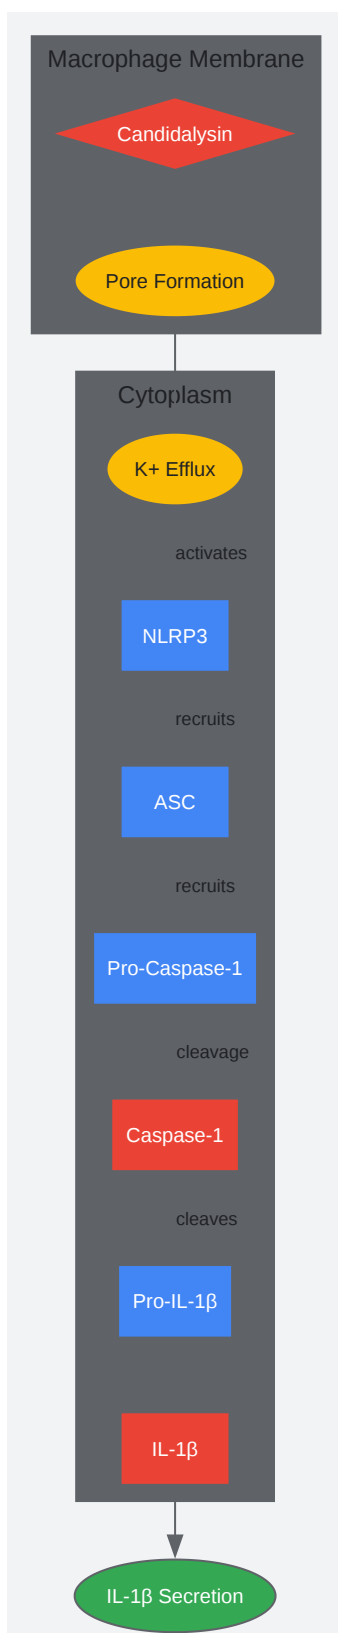 Macrophage Membrane
Candidalysin
Pore Formation
Cytoplasm
K+ Efflux
activates
NLRP3
recruits
ASC
recruits
Pro-Caspase-1
cleavage
Caspase-1
cleaves
Pro-IL-1β
IL-1β
IL-1β Secretion